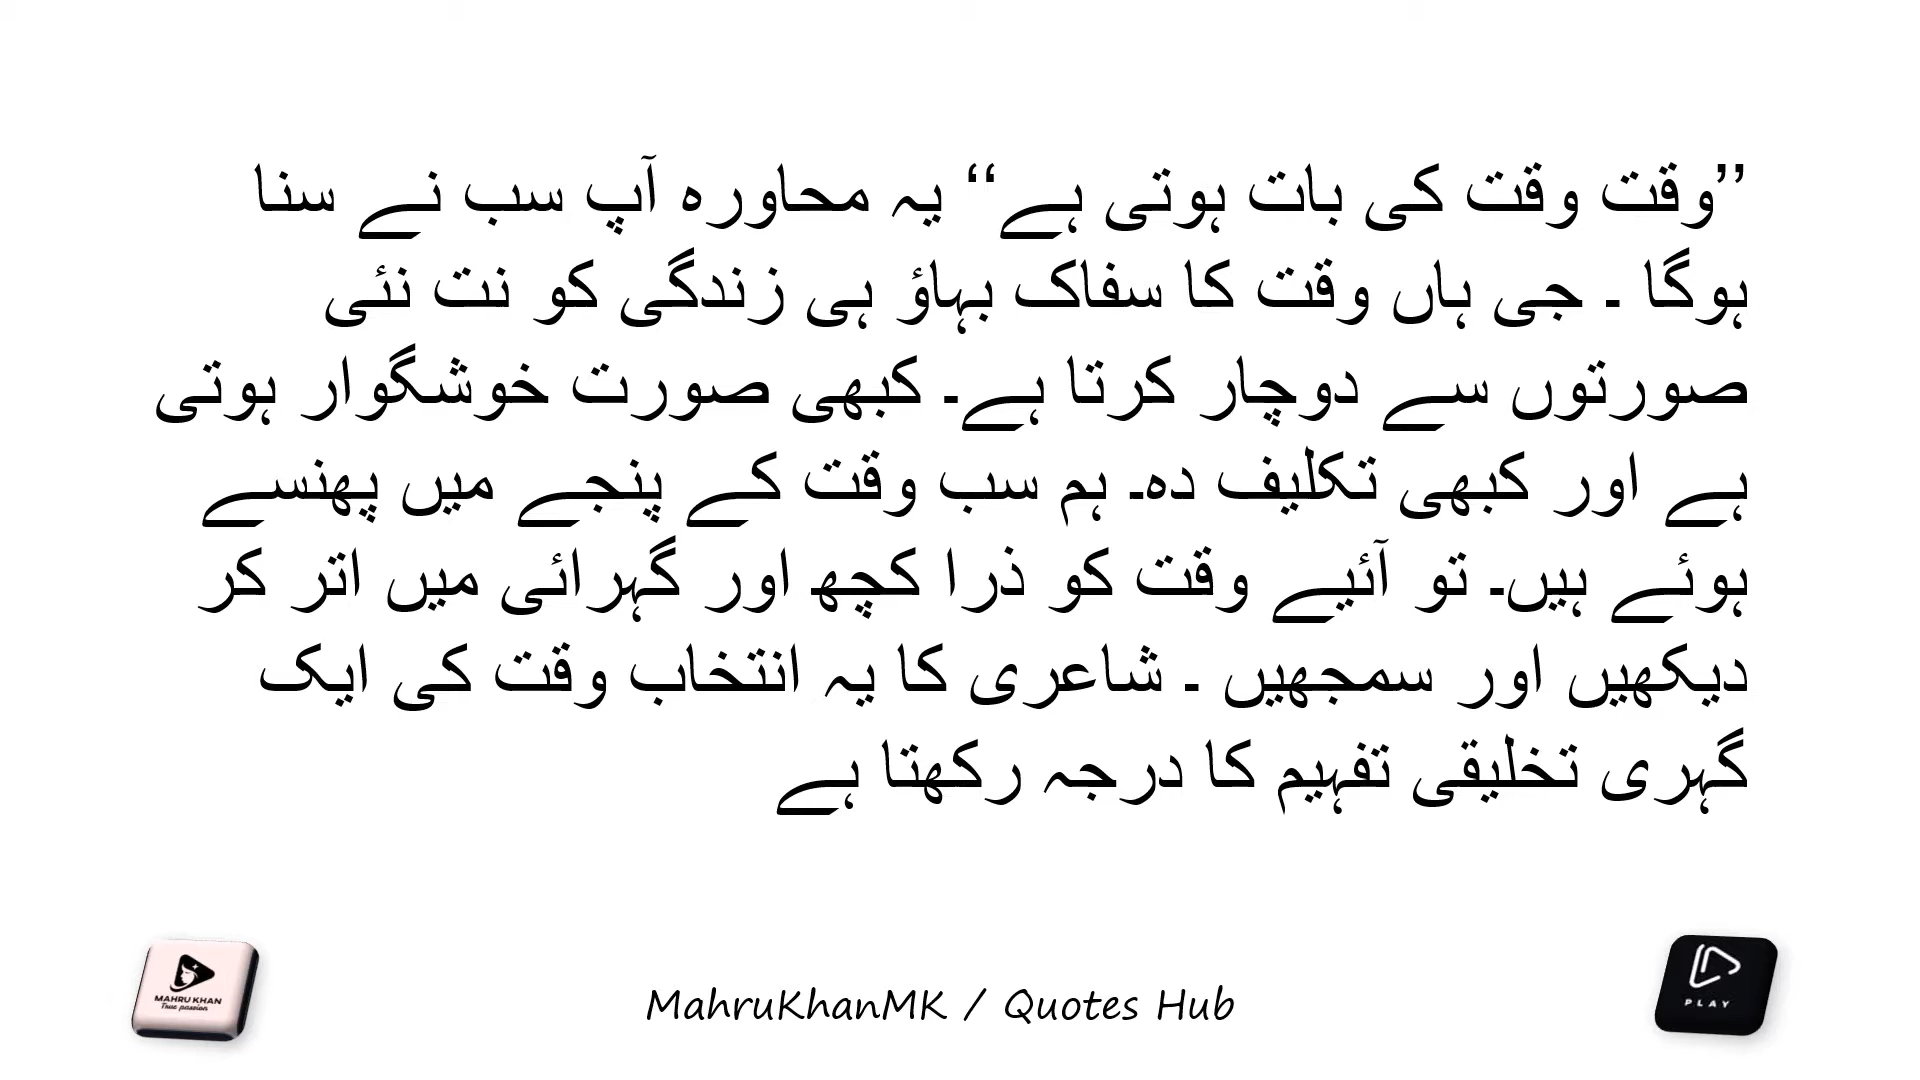 ’’وقت وقت کی بات ہوتی ہے‘‘ یہ محاورہ آپ سب نے سنا
ہوگا ۔ جی ہاں وقت کا سفاک بہاؤ ہی زندگی کو نت نئی
صورتوں سے دوچار کرتا ہے۔ کبھی صورت خوشگوار ہوتی
ہے اور کبھی تکلیف دہ۔ ہم سب وقت کے پنجے میں پھنسے
ہوئے ہیں۔ تو آئیے وقت کو ذرا کچھ اور گہرائی میں اتر کر
دیکھیں اور سمجھیں ۔ شاعری کا یہ انتخاب وقت کی ایک
گہری تخلیقی تفہیم کا درجہ رکھتا ہے
MAHRU KHAN
True passion
MahruKhanMK / Quotes Hub
PLAY